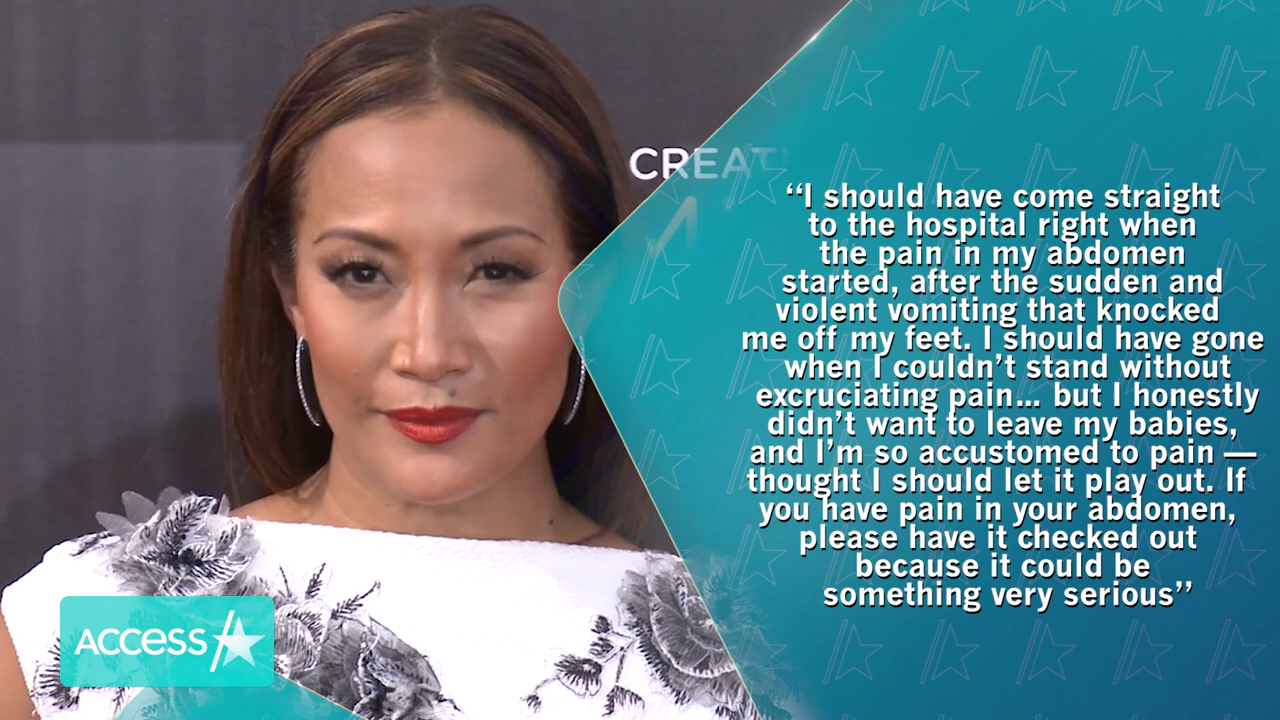 CREAT
“I should have come straight
to the hospital right when
the pain in my abdomen
started, after the sudden and
violent vomiting that knocked
me off my feet. I should have gone
when I couldn’t stand without
excruciating pain... but I honestly
didn’t want to leave my babies,
and I’m so accustomed to pain —
thought I should let it play out. If
you have pain in your abdomen,
please have it checked out
because it could be
something very serious”
ACCESS